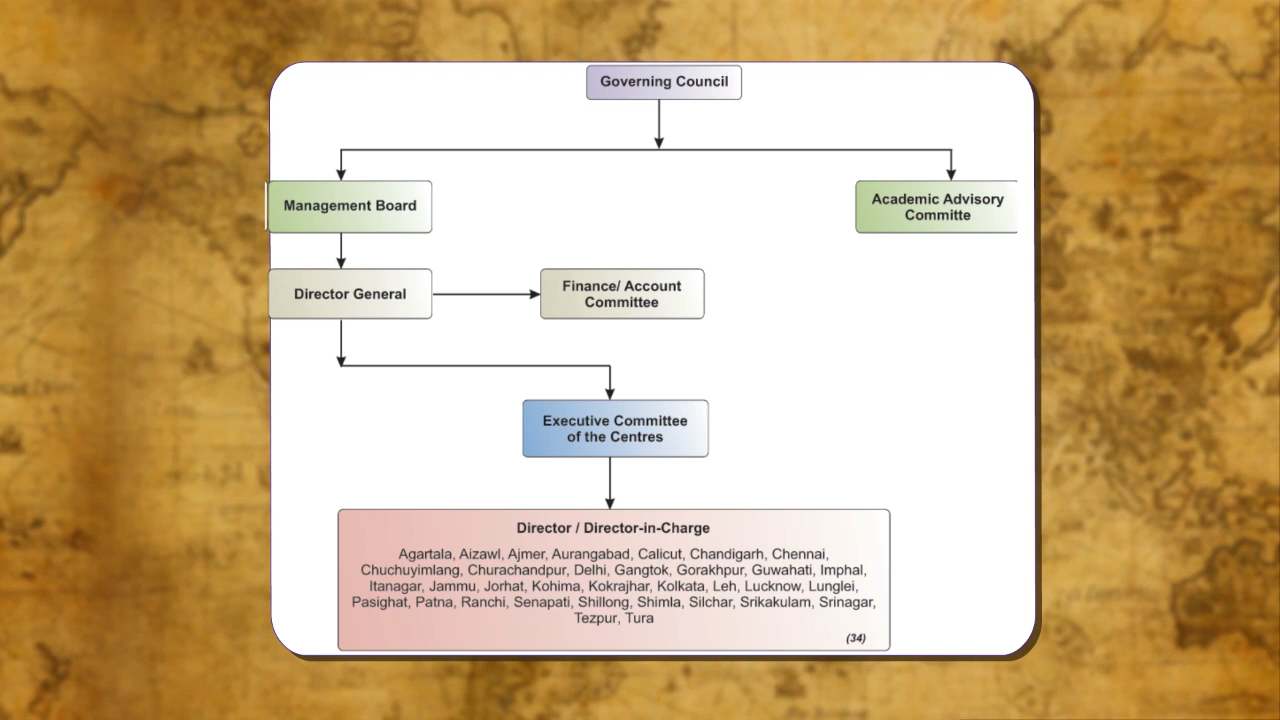 Governing Council
Management Board
Academic Advisory
Committe
Director General
Finance/ Account
Committee
Executive Committee
of the Centres
Director / Director-in-Charge
Agartala, Aizawl, Ajmer, Aurangabad, Calicut, Chandigarh, Chennai,
Chuchuyimlang, Churachandpur, Delhi, Gangtok, Gorakhpur, Guwahati, Imphal,
Itanagar, Jammu, Jorhat, Kohima, Kokrajhar, Kolkata, Leh, Lucknow, Lunglei,
Pasighat, Patna, Ranchi, Senapati, Shillong, Shimla, Silchar, Srikakulam, Srinagar,
Tezpur, Tura
(34)